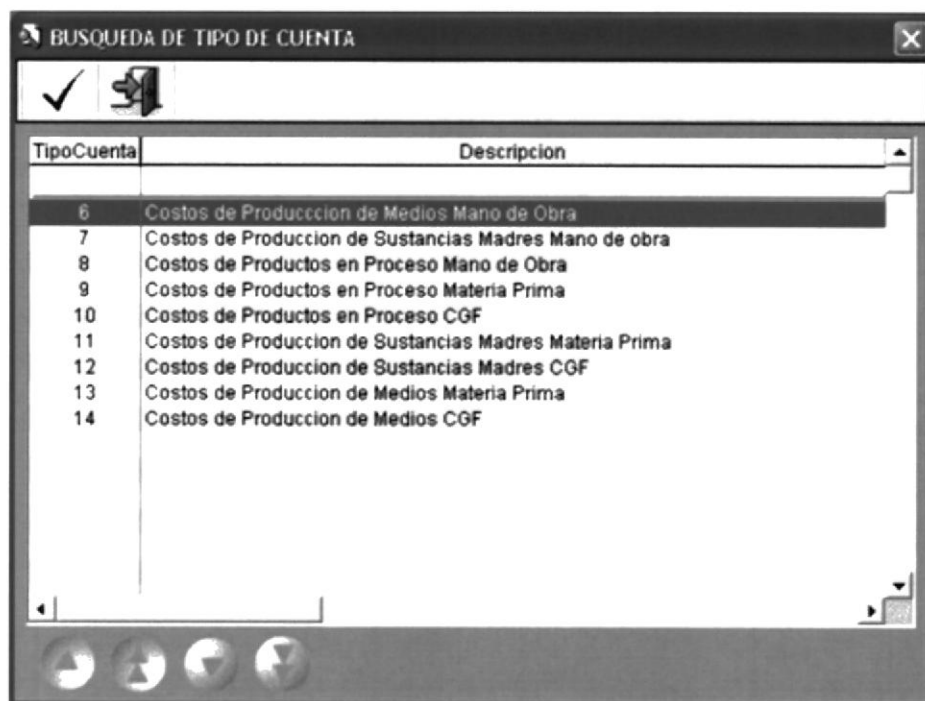 BUSQUEDA DE TIPO DE CUENTA
TipoCuenta Descripcion
6 Costos de Producccion de Medios Mano de Obra
7 Costos de Produccion de Sustancias Madres Mano de obra
8 Costos de Productos en Proceso Mano de Obra
9 Costos de Productos en Proceso Materia Prima
10 Costos de Productos en Proceso CGF
11 Costos de Produccion de Sustancias Madres Materia Prima
12 Costos de Produccion de Sustancias Madres CGF
13 Costos de Produccion de Medios Materia Prima
14 Costos de Produccion de Medios CGF